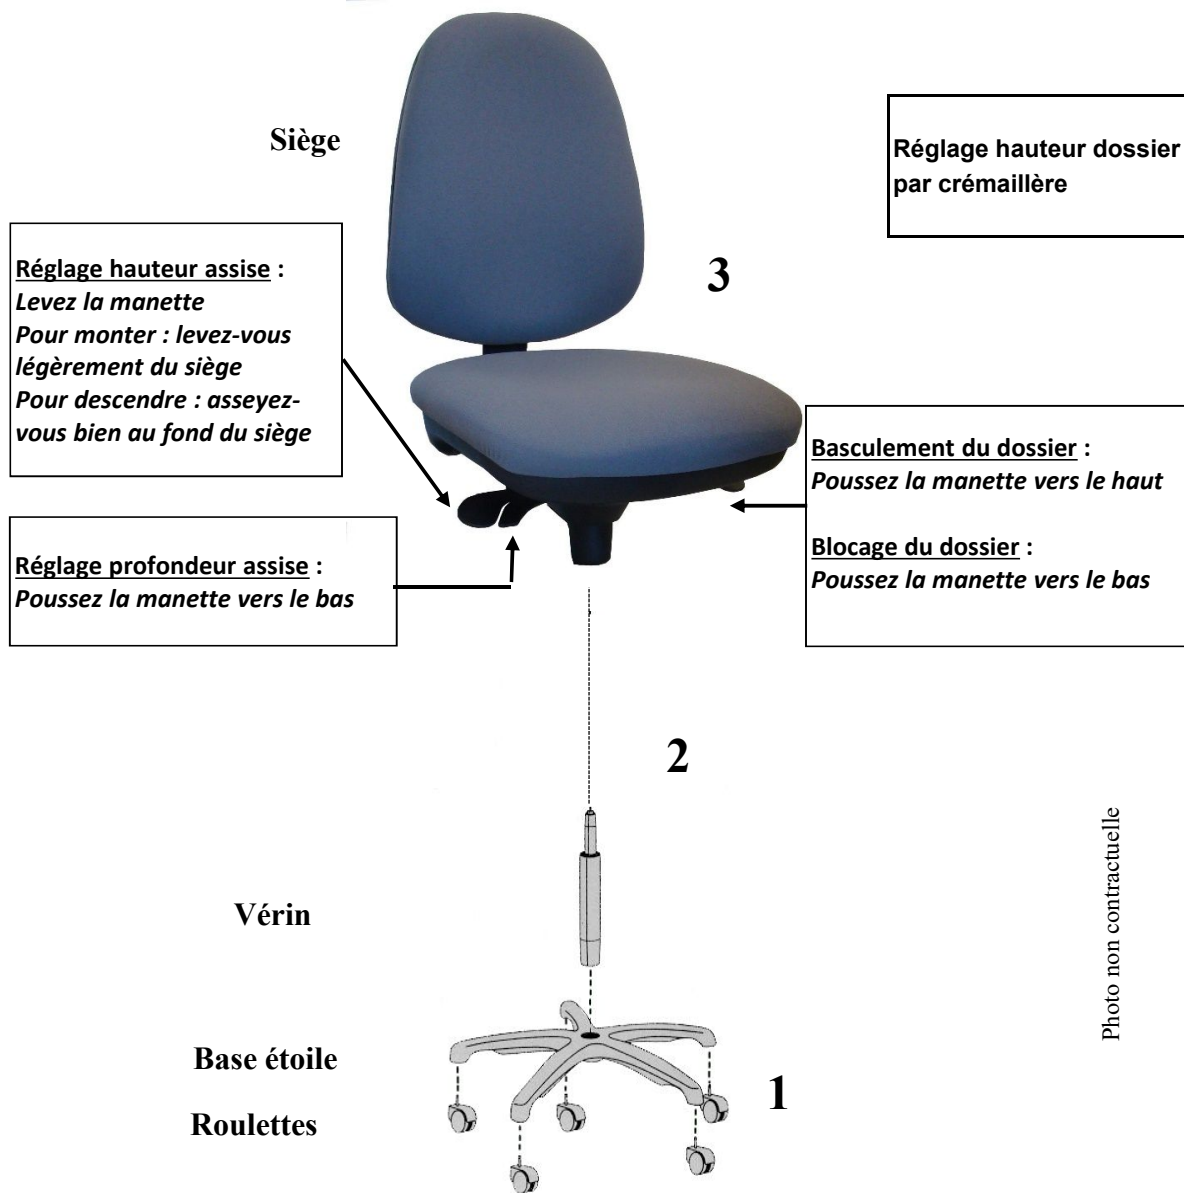 Siège
Réglage hauteur dossier
par crémaillère
3
Réglage hauteur assise :
Levez la manette
Pour monter : levez-vous
légèrement du siège
Pour descendre : asseyez-
vous bien au fond du siège
Basculement du dossier :
Poussez la manette vers le haut
Blocage du dossier :
Poussez la manette vers le bas
Réglage profondeur assise :
Poussez la manette vers le bas
2
Vérin
Photo non contractuelle
Base étoile
1
Roulettes